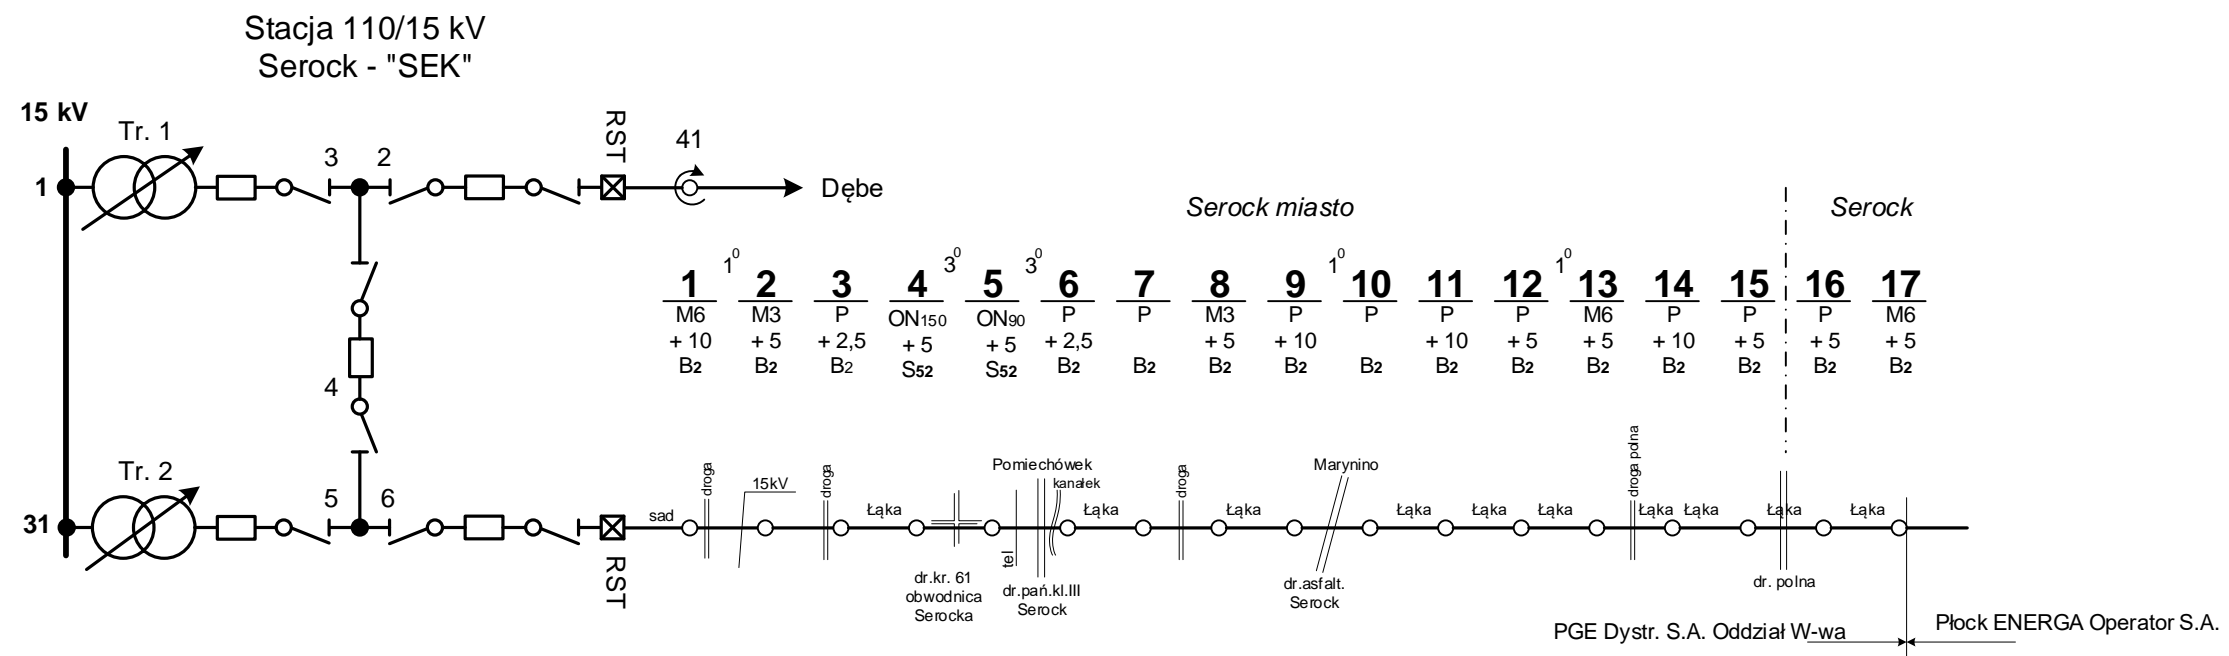 Stacja 110/15 kV
Serock - "SEK"
15 kV
Tr. 1
1
3
2
RST
41
Dębe
4
Tr. 2
31
5
6
RST
Serock miasto
Serock
1 1⁰ 2 3 4 3⁰ 5 3⁰ 6 7 8 9 1⁰ 10 11 12 1⁰ 13 14 15 16 17
M6 M3 P ON150 ON90 P P M3 P P P P M6 P P P M6
+ 10 + 5 + 2,5 + 5 + 5 + 2,5 + 5 + 10 + 10 + 5 + 5 + 10 + 5 + 5 + 5
B2 B2 B2 S52 S52 B2 B2 B2 B2 B2 B2 B2 B2 B2 B2 B2 B2
sad
droga
15kV
droga
Łąka
dr.kr. 61
obwodnica
Serocka
tel
Pomiechówek
kanałek
dr.pań.kl.III
Serock
Łąka
droga
Łąka
Marynino
dr.asfalt.
Serock
Łąka
Łąka
Łąka
droga polna
Łąka
Łąka
Łąka
dr. polna
Łąka
PGE Dystr. S.A. Oddział W-wa
Płock ENERGA Operator S.A.